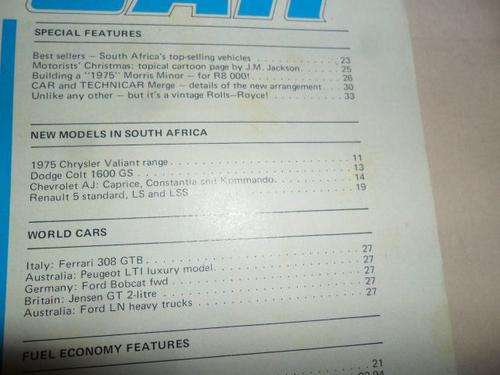 CAR
SPECIAL FEATURES
Best sellers – South Africa's top-selling vehicles . . . . . . . . . . . . . . 23
Motorists' Christmas: topical cartoon page by J.M. Jackson. . . . . . . . . 25
Building a "1975" Morris Minor – for R8 000! . . . . . . . . . . . . . . 26
CAR and TECHNICAR Merge – details of the new arrangement . . . . 30
Unlike any other – but it's a vintage Rolls-Royce! . . . . . . . . . . . . . 33
NEW MODELS IN SOUTH AFRICA
1975 Chrysler Valiant range . . . . . . . . . . . . . . . . . . . . . . . 11
Dodge Colt 1600 GS . . . . . . . . . . . . . . . . . . . . . . . . . . . 13
Chevrolet AJ: Caprice, Constantia and Kommando. . . . . . . . . . . . 14
Renault 5 standard, LS and LSS . . . . . . . . . . . . . . . . . . . . . 19
WORLD CARS
Italy: Ferrari 308 GTB . . . . . . . . . . . . . . . . . . . . . . . . . . 27
Australia: Peugeot LTI luxury model. . . . . . . . . . . . . . . . . . . 27
Germany: Ford Bobcat fwd . . . . . . . . . . . . . . . . . . . . . . . 27
Britain: Jensen GT 2-litre . . . . . . . . . . . . . . . . . . . . . . . . 27
Australia: Ford LN heavy trucks . . . . . . . . . . . . . . . . . . . . . 27
FUEL ECONOMY FEATURES
21